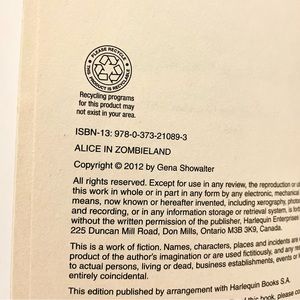 PLEASE RECYCLE
THIS PRODUCT IS RECYCLABLE
Recycling programs
for this product may
not exist in your area.
ISBN-13: 978-0-373-21089-3
ALICE IN ZOMBIELAND
Copyright © 2012 by Gena Showalter
All rights reserved. Except for use in any review, the reproduction or
this work in whole or in part in any form by any electronic, mechanical
means, now known or hereafter invented, including xerography, photo
and recording, or in any information storage or retrieval system, is for
without the written permission of the publisher, Harlequin Enterprises
225 Duncan Mill Road, Don Mills, Ontario M3B 3K9, Canada.
This is a work of fiction. Names, characters, places and incidents are
product of the author's imagination or are used fictitiously, and any
to actual persons, living or dead, business establishments, events or
entirely coincidental.
This edition published by arrangement with Harlequin Books S.A.